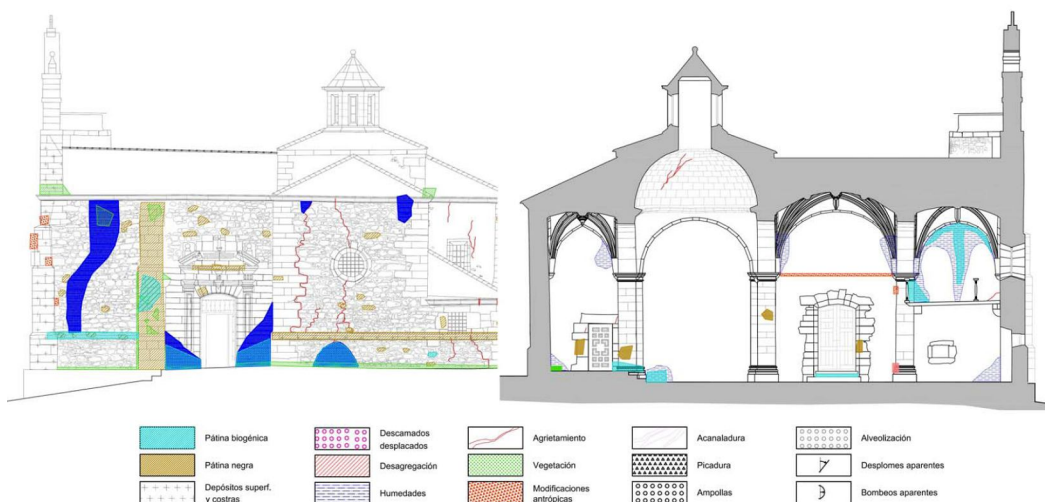 Pátina biogénica
Pátina negra
Depósitos superf.
y costras
Descamados
desplacados
Desagregación
Humedades
Agrietamiento
Vegetación
Modificaciones
antrópicas
Acanaladura
Picadura
Ampollas
Alveolización
Desplomes aparentes
Bombeos aparentes